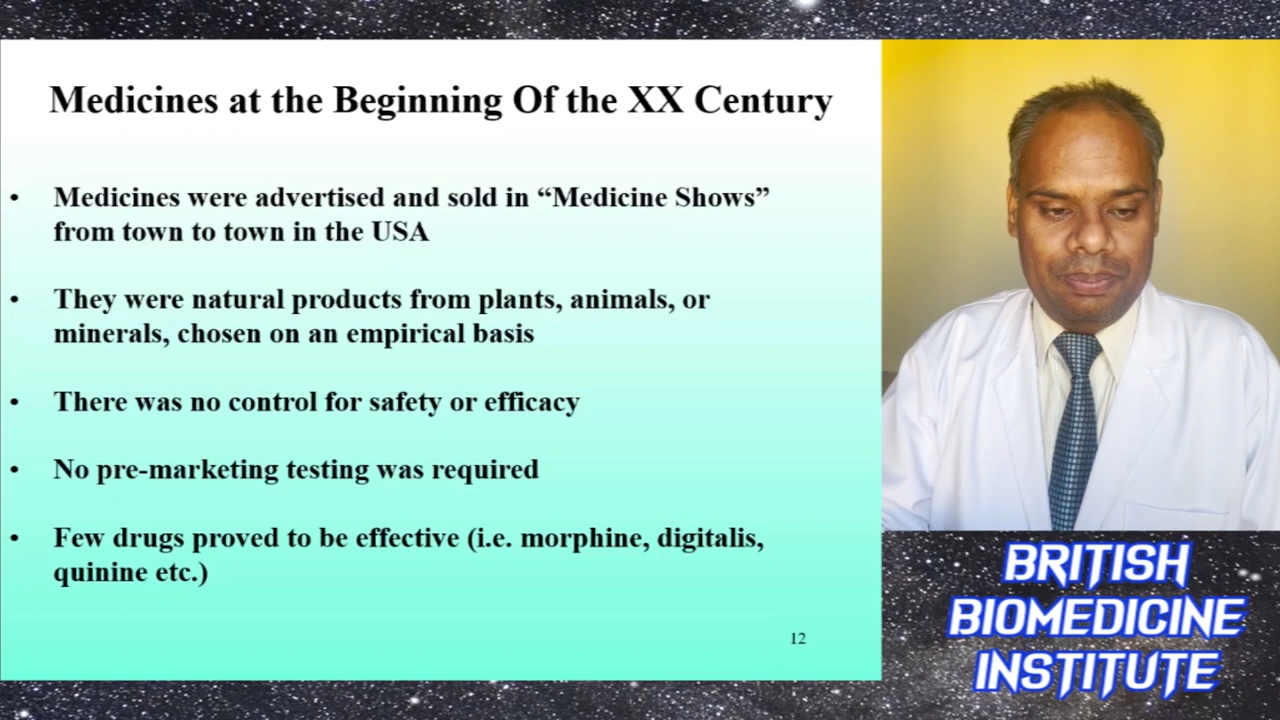 Medicines at the Beginning Of the XX Century
• Medicines were advertised and sold in “Medicine Shows”
from town to town in the USA
• They were natural products from plants, animals, or
minerals, chosen on an empirical basis
• There was no control for safety or efficacy
• No pre-marketing testing was required
• Few drugs proved to be effective (i.e. morphine, digitalis,
quinine etc.)
12
BRITISH
BIOMEDICINE
INSTITUTE